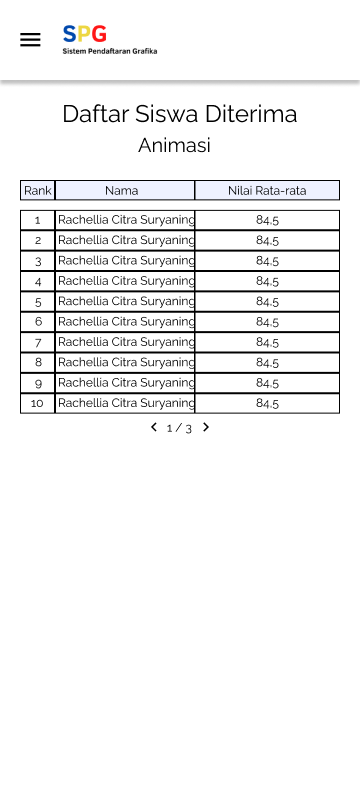 SPG
Sistem Pendaftaran Grafika
Daftar Siswa Diterima
Animasi
Rank Nama Nilai Rata-rata
1 Rachellia Citra Suryaning 84,5
2 Rachellia Citra Suryaning 84,5
3 Rachellia Citra Suryaning 84,5
4 Rachellia Citra Suryaning 84,5
5 Rachellia Citra Suryaning 84,5
6 Rachellia Citra Suryaning 84,5
7 Rachellia Citra Suryaning 84,5
8 Rachellia Citra Suryaning 84,5
9 Rachellia Citra Suryaning 84,5
10 Rachellia Citra Suryaning 84,5
1 / 3